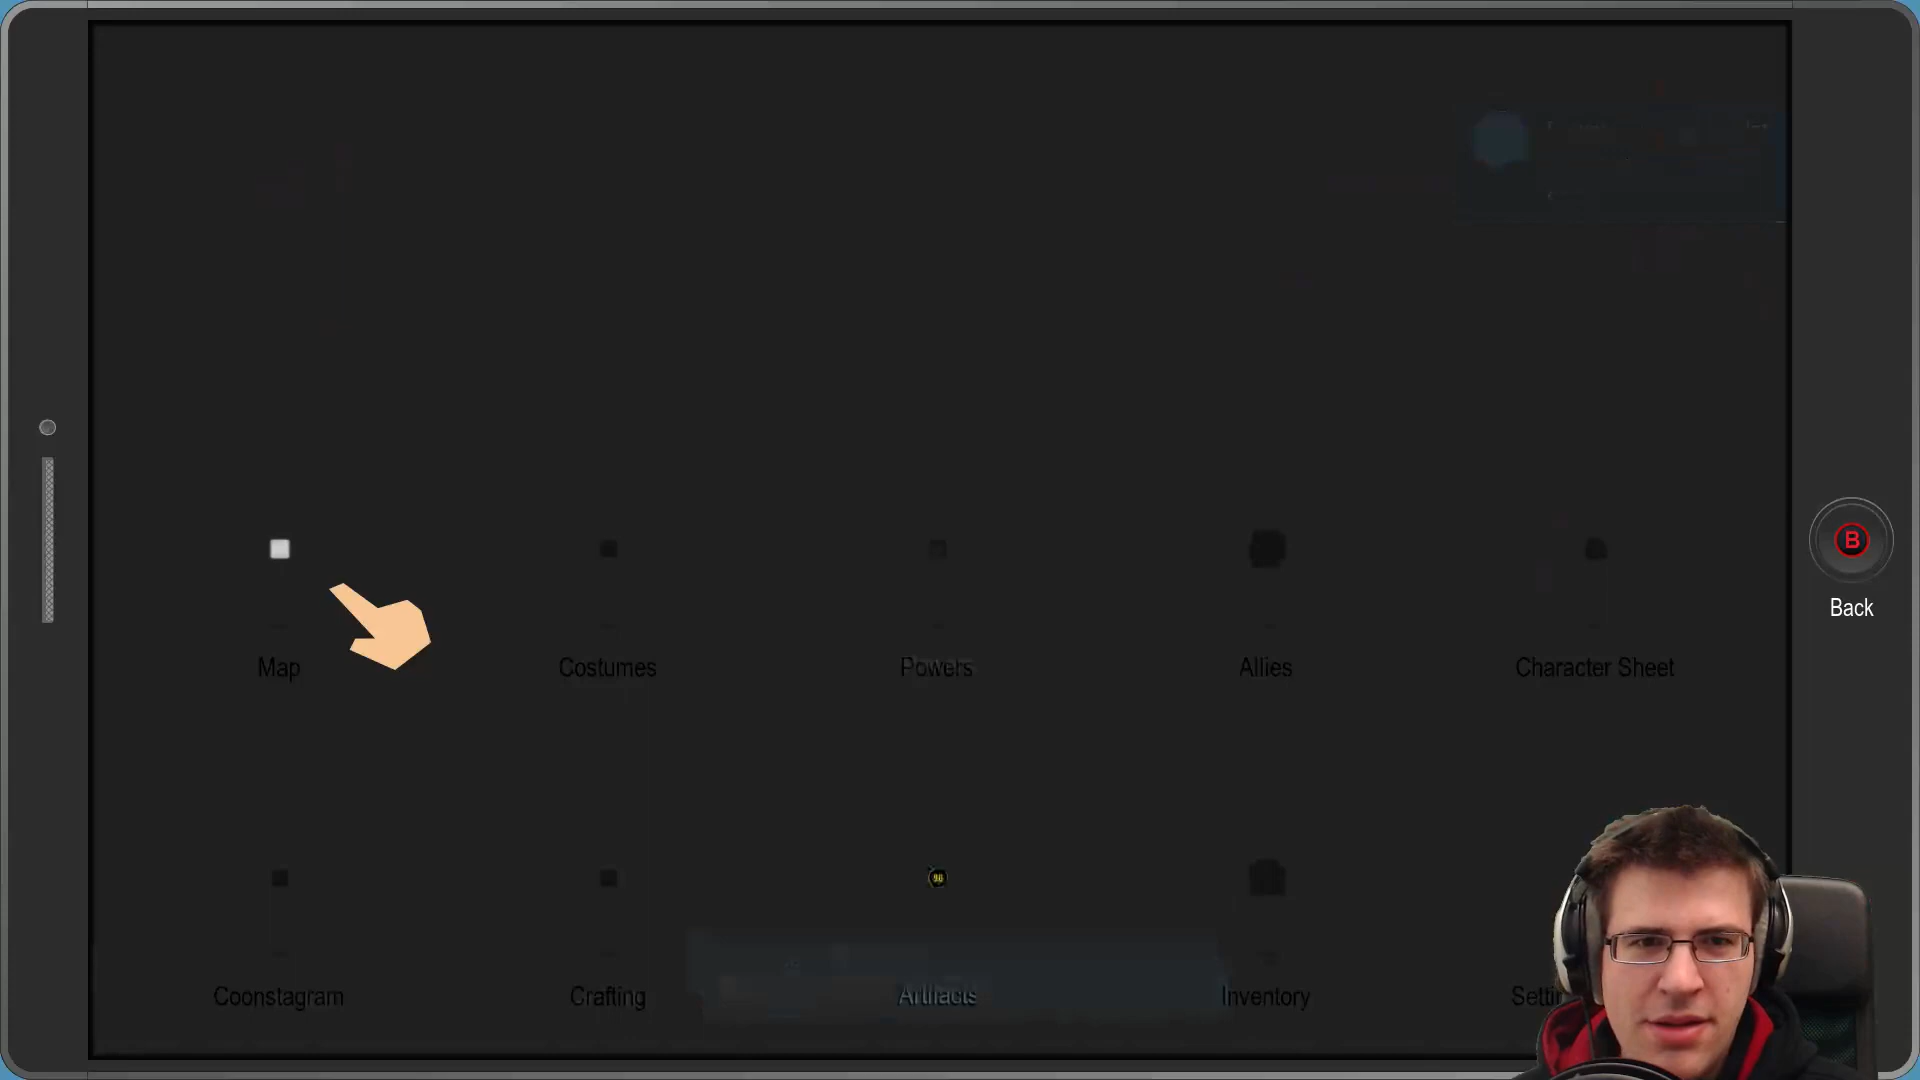 B
Back
Map Costumes Powers Allies Character Sheet
Coonstagram Crafting Artifacts Inventory